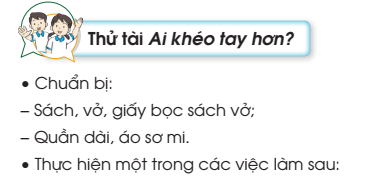 Thử tài Ai khéo tay hơn?
• Chuẩn bị:
– Sách, vở, giấy bọc sách vở;
– Quần dài, áo sơ mi.
• Thực hiện một trong các việc làm sau: